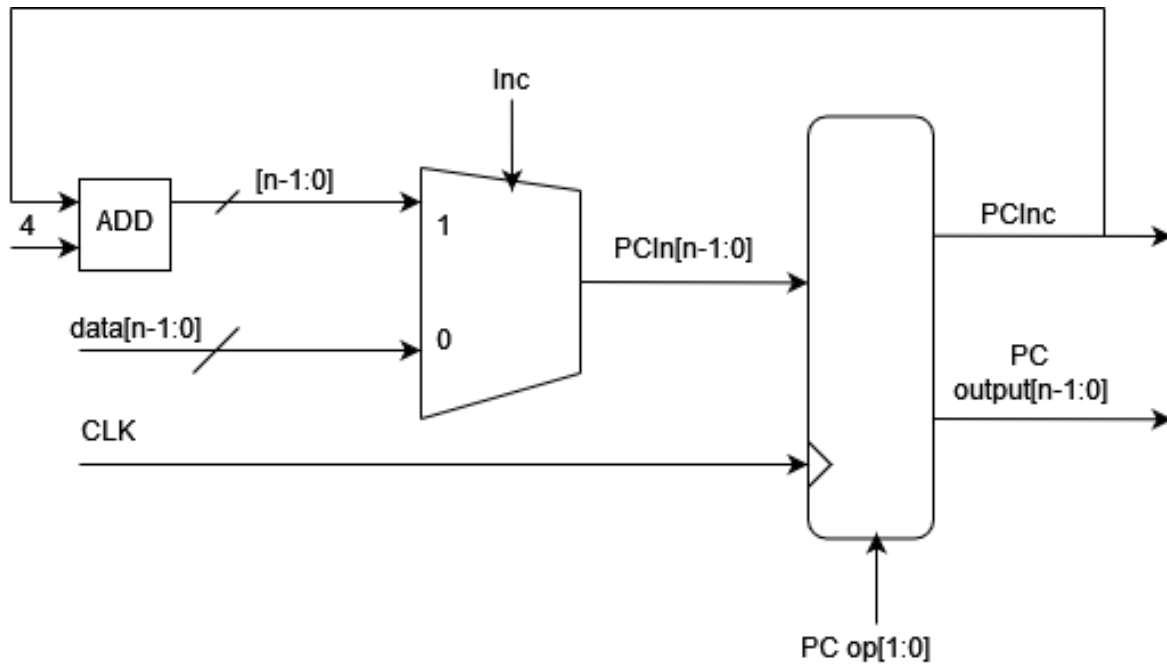 Inc
[n-1:0]
4
ADD
1
PCInc
PCIn[n-1:0]
data[n-1:0]
0
PC
output[n-1:0]
CLK
PC op[1:0]